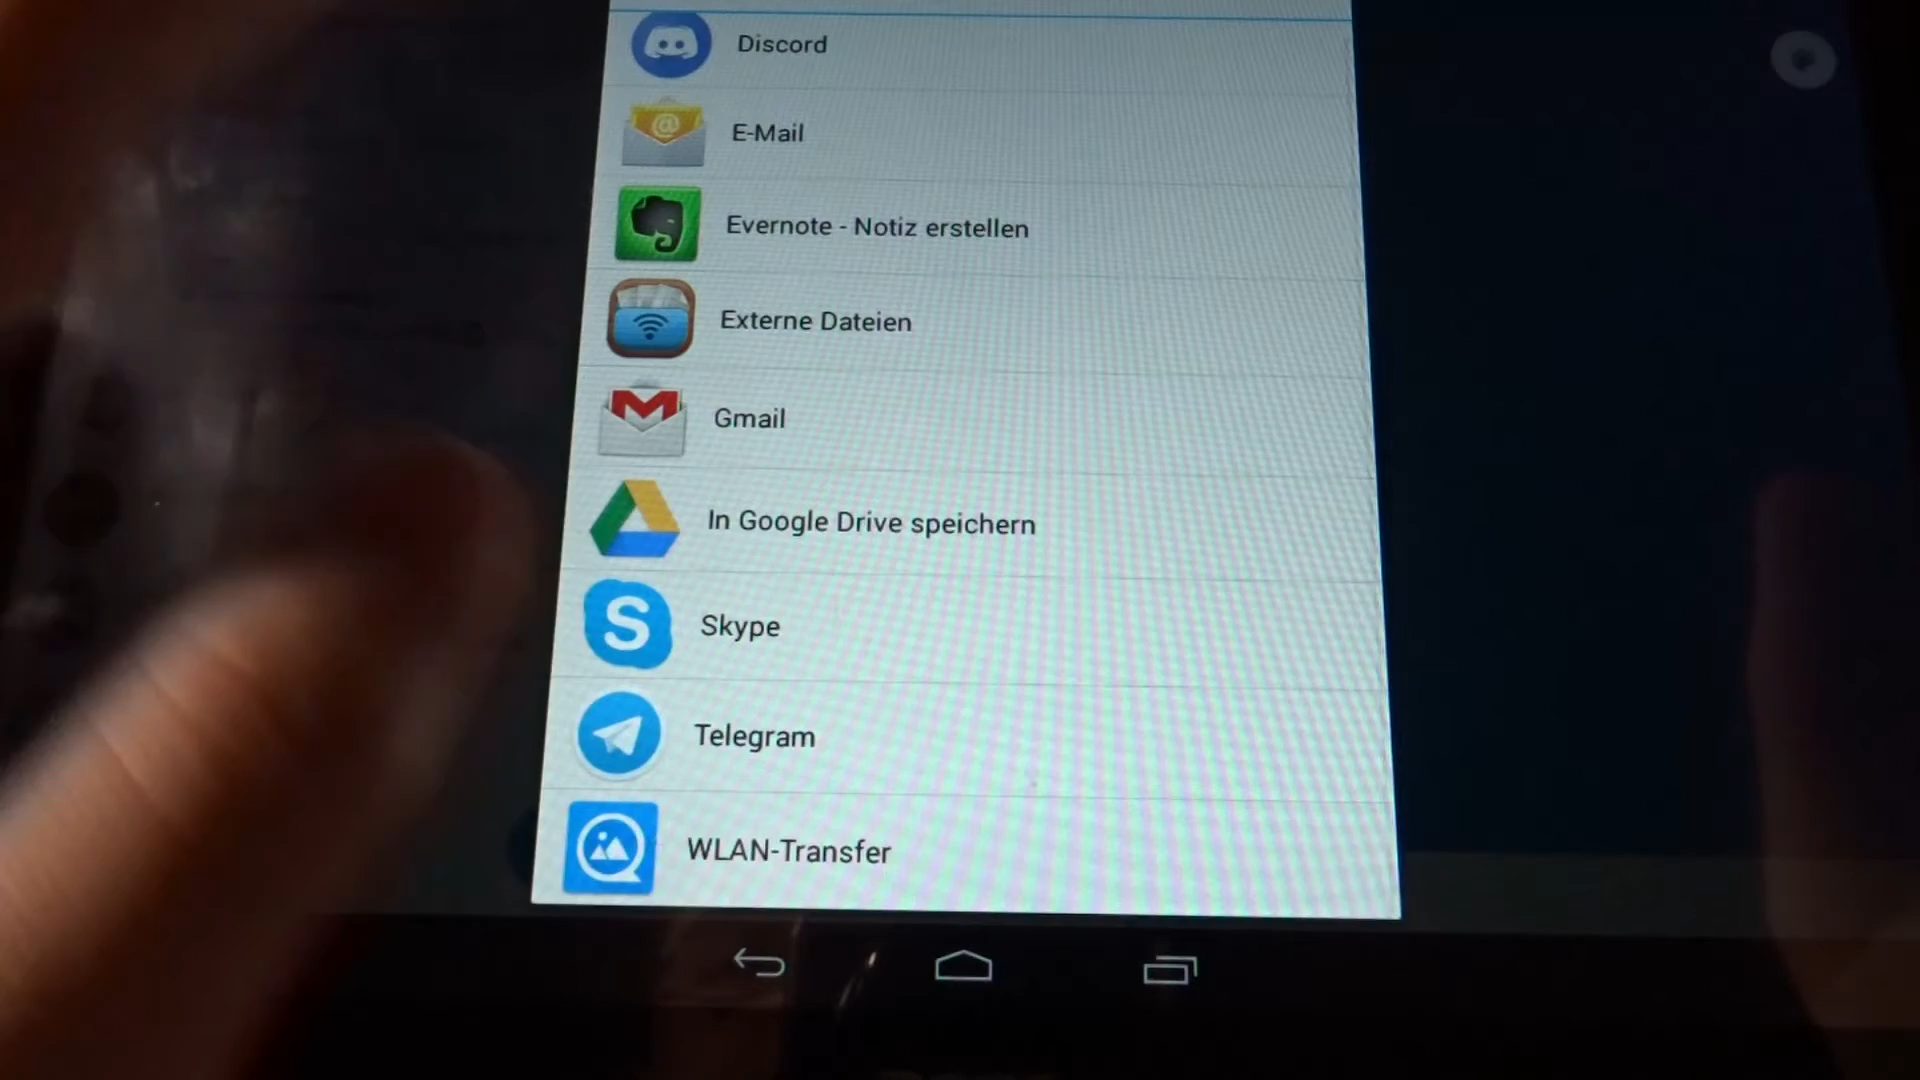 Discord
E-Mail
Evernote - Notiz erstellen
Externe Dateien
Gmail
In Google Drive speichern
Skype
Telegram
WLAN-Transfer